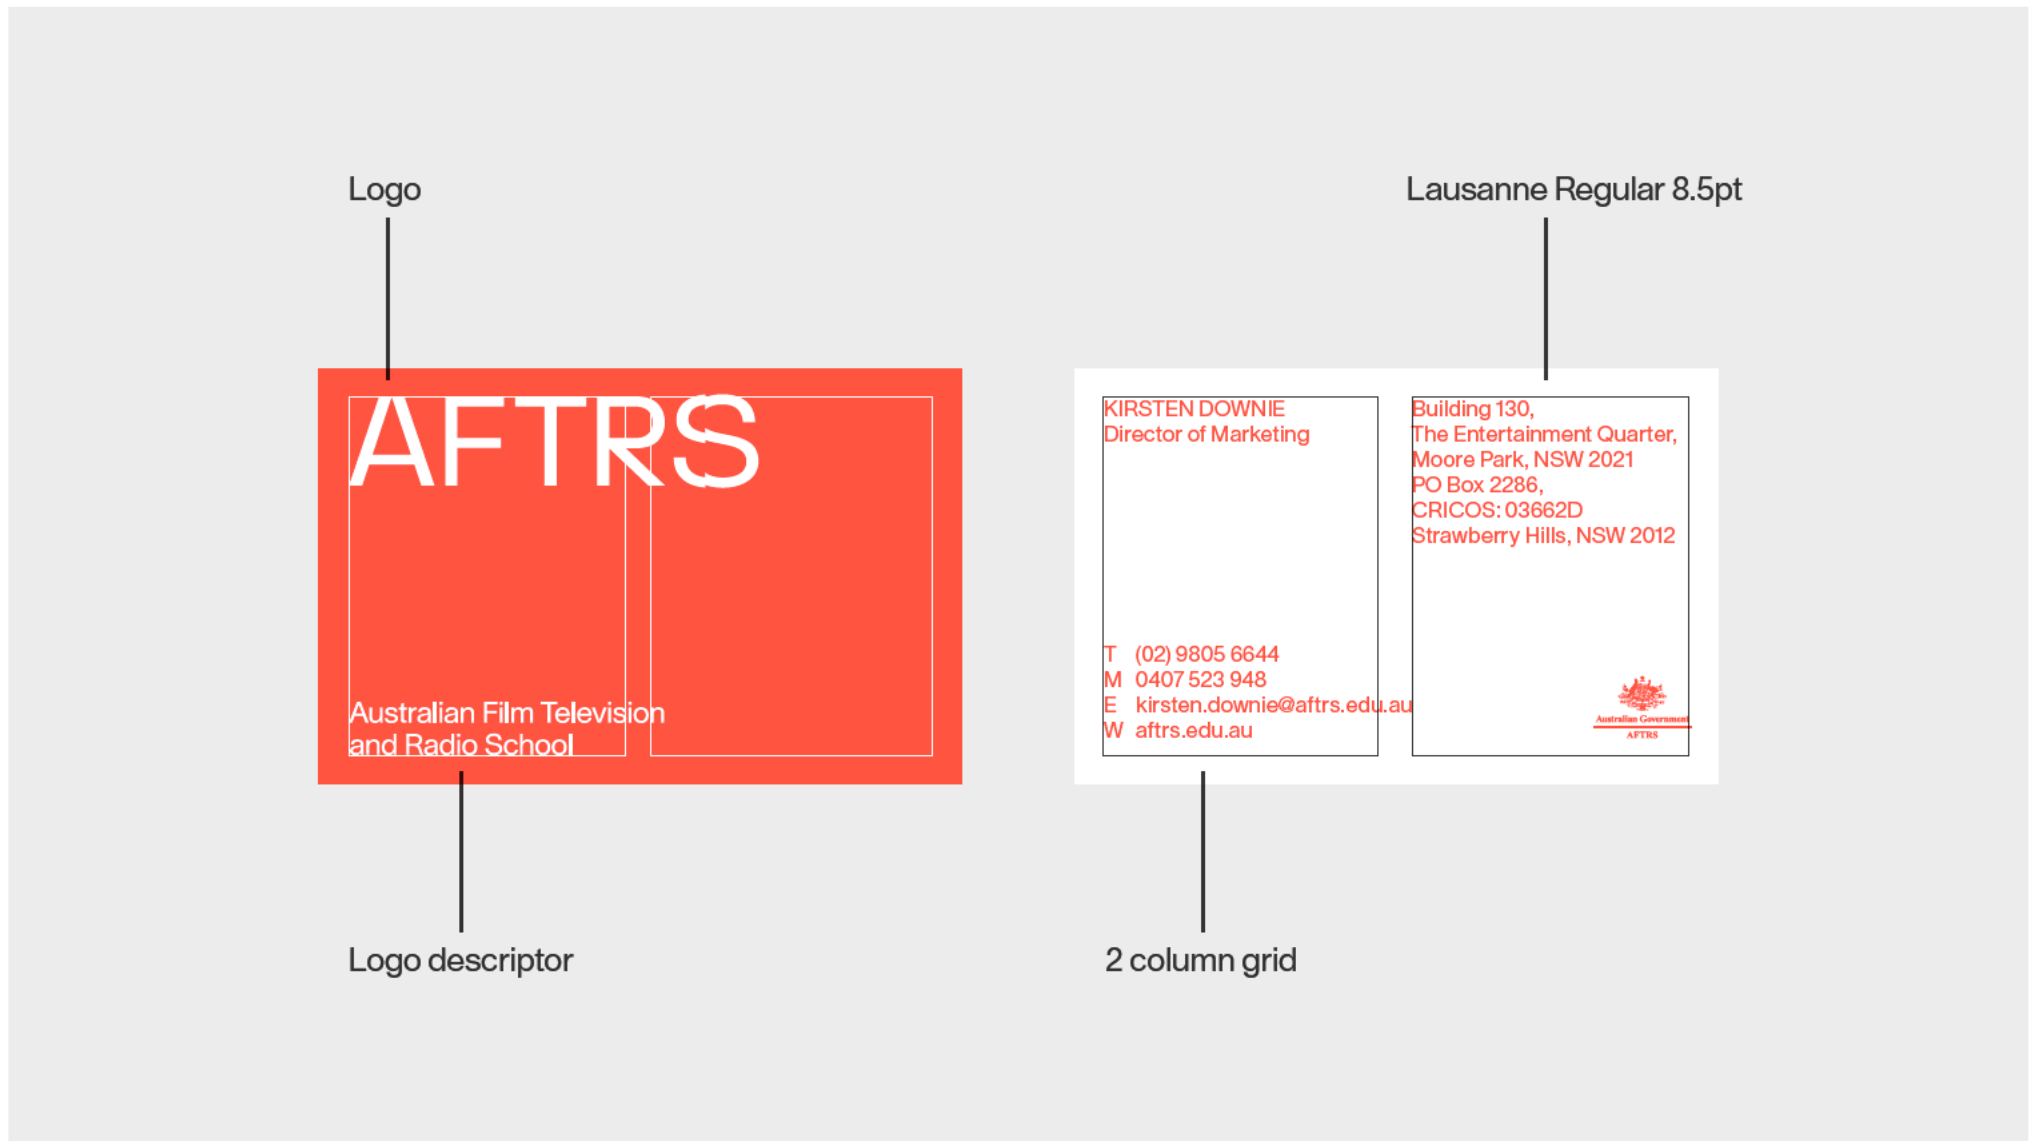 Logo
Lausanne Regular 8.5pt
AFTRS
Australian Film Television
and Radio School
KIRSTEN DOWNIE
Director of Marketing
T (02) 9805 6644
M 0407 523 948
E kirsten.downie@aftrs.edu.au
W aftrs.edu.au
Building 130,
The Entertainment Quarter,
Moore Park, NSW 2021
PO Box 2286,
CRICOS: 03662D
Strawberry Hills, NSW 2012
Australian Government
AFTRS
Logo descriptor
2 column grid